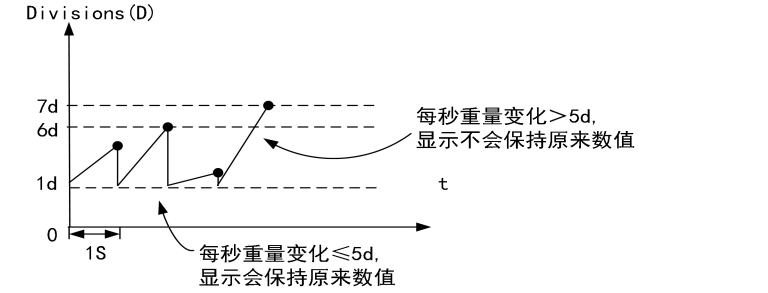 Divisions(D)
7d
6d
每秒重量变化>5d,
显示不会保持原来数值
1d
t
0
1S
每秒重量变化≤5d,
显示会保持原来数值